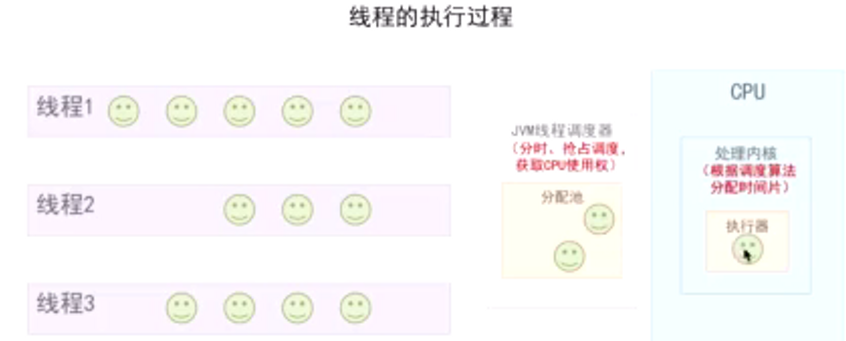 线程的执行过程
线程1
线程2
线程3
JVM线程调度器
（分时、抢占调度，
获取CPU使用权）
分配池
CPU
处理内核
（根据调度算法
分配时间片）
执行器